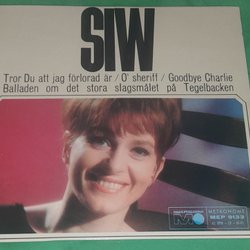 SIW
Tror Du att jag förlorad är / O' sheriff / Goodbye Charlie
Balladen om det stora slagsmålet på Tegelbacken
METRONOME
MEP 9133